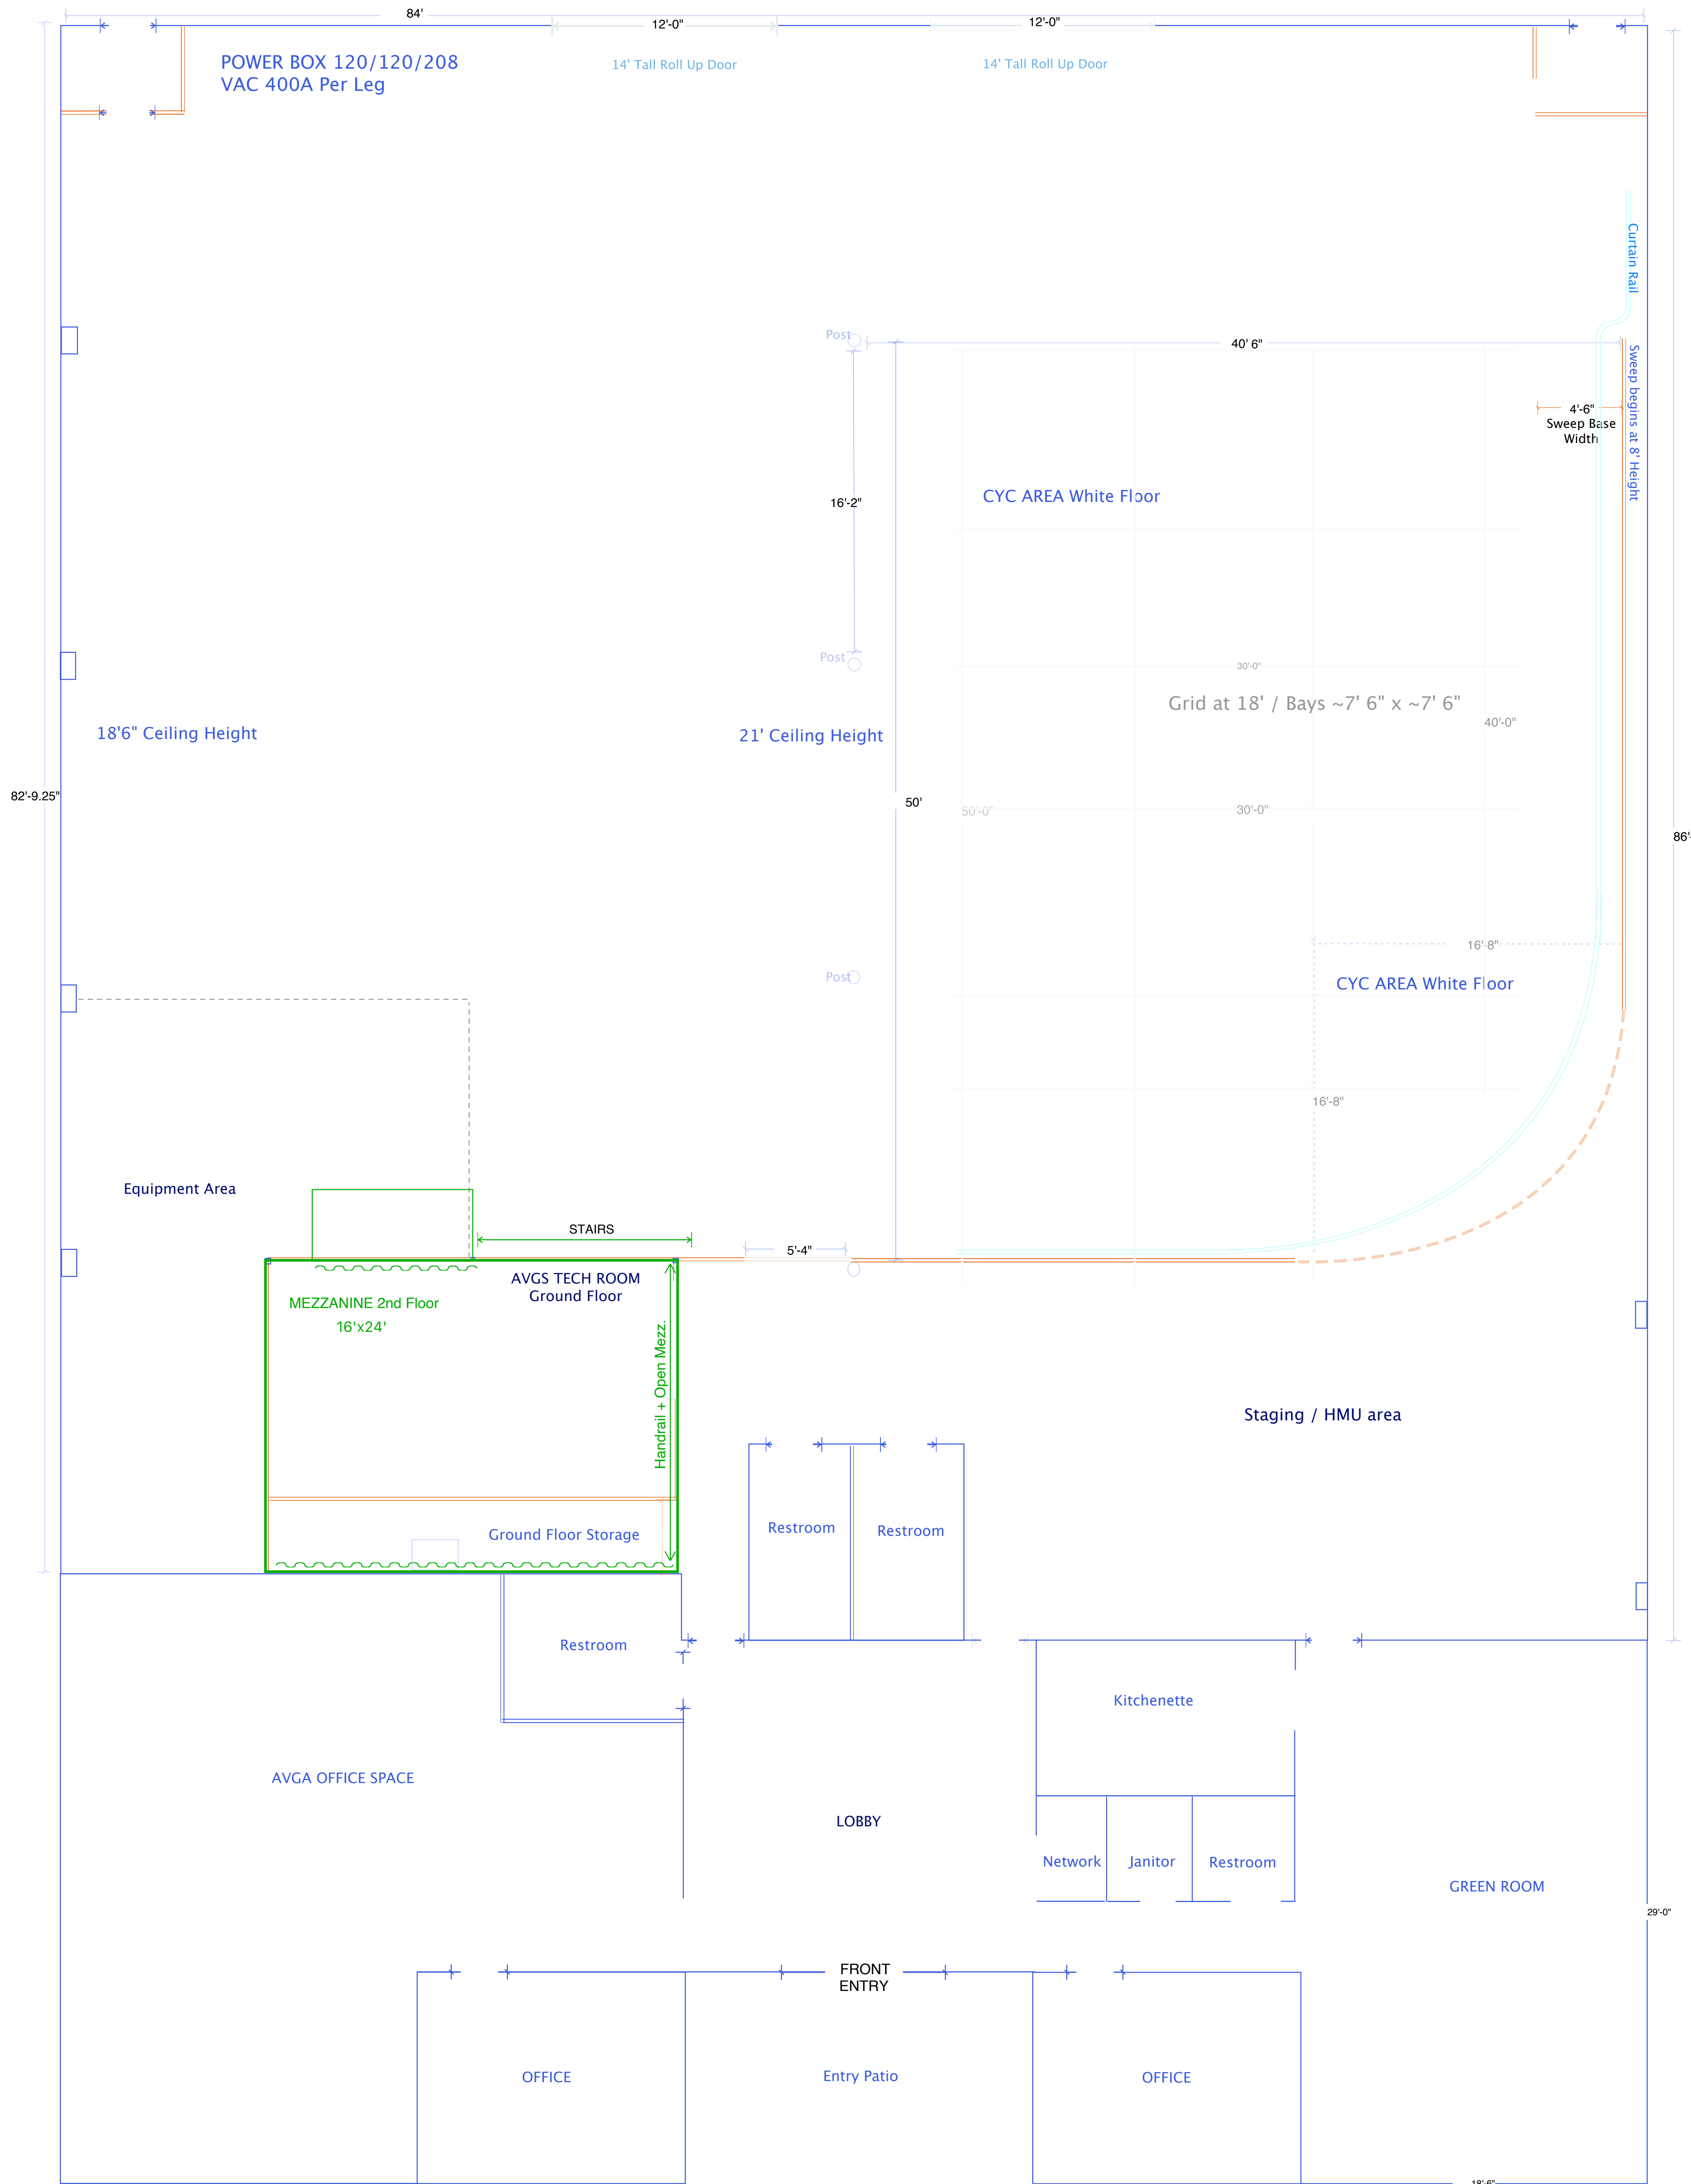 84'
12'-0"
12'-0"
POWER BOX 120/120/208
VAC 400A Per Leg
14' Tall Roll Up Door
14' Tall Roll Up Door
Curtain Rail
Post
40' 6"
Sweep begins at 8' Height
4'-6"
Sweep Base
Width
CYC AREA White Floor
16'-2"
Post
30'-0"
Grid at 18' / Bays ~7' 6" x ~7' 6"
40'-0"
18'6" Ceiling Height
21' Ceiling Height
82'-9.25"
50'
50'-0"
30'-0"
86'-
16'-8"
Post
CYC AREA White Floor
16'-8"
Equipment Area
STAIRS
5'-4"
AVGS TECH ROOM
Ground Floor
MEZZANINE 2nd Floor
16'x24'
Handrail + Open Mezz.
Staging / HMU area
Restroom
Restroom
Ground Floor Storage
Restroom
Kitchenette
AVGA OFFICE SPACE
LOBBY
Network
Janitor
Restroom
GREEN ROOM
29'-0"
FRONT
ENTRY
OFFICE
Entry Patio
OFFICE
18'-6"